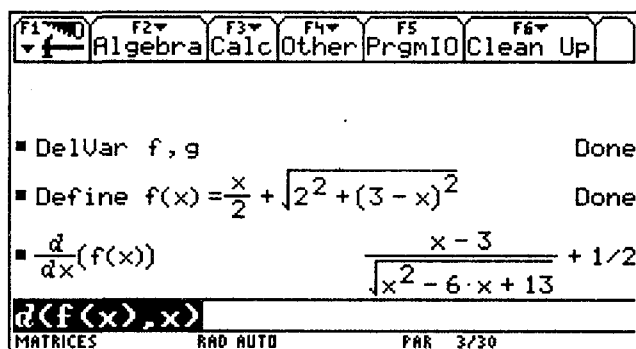 F1 F2 Algebra F3 Calc F4 Other F5 PrgmIO F6 Clean Up
▪ DelVar f,g Done
▪ Define f(x) = x/2 + √(2² + (3 − x)²) Done
▪ d/dx(f(x)) (x − 3)/√(x² − 6·x + 13) + 1/2
d(f(x),x)
MATRICES RAD AUTO PAR 3/30